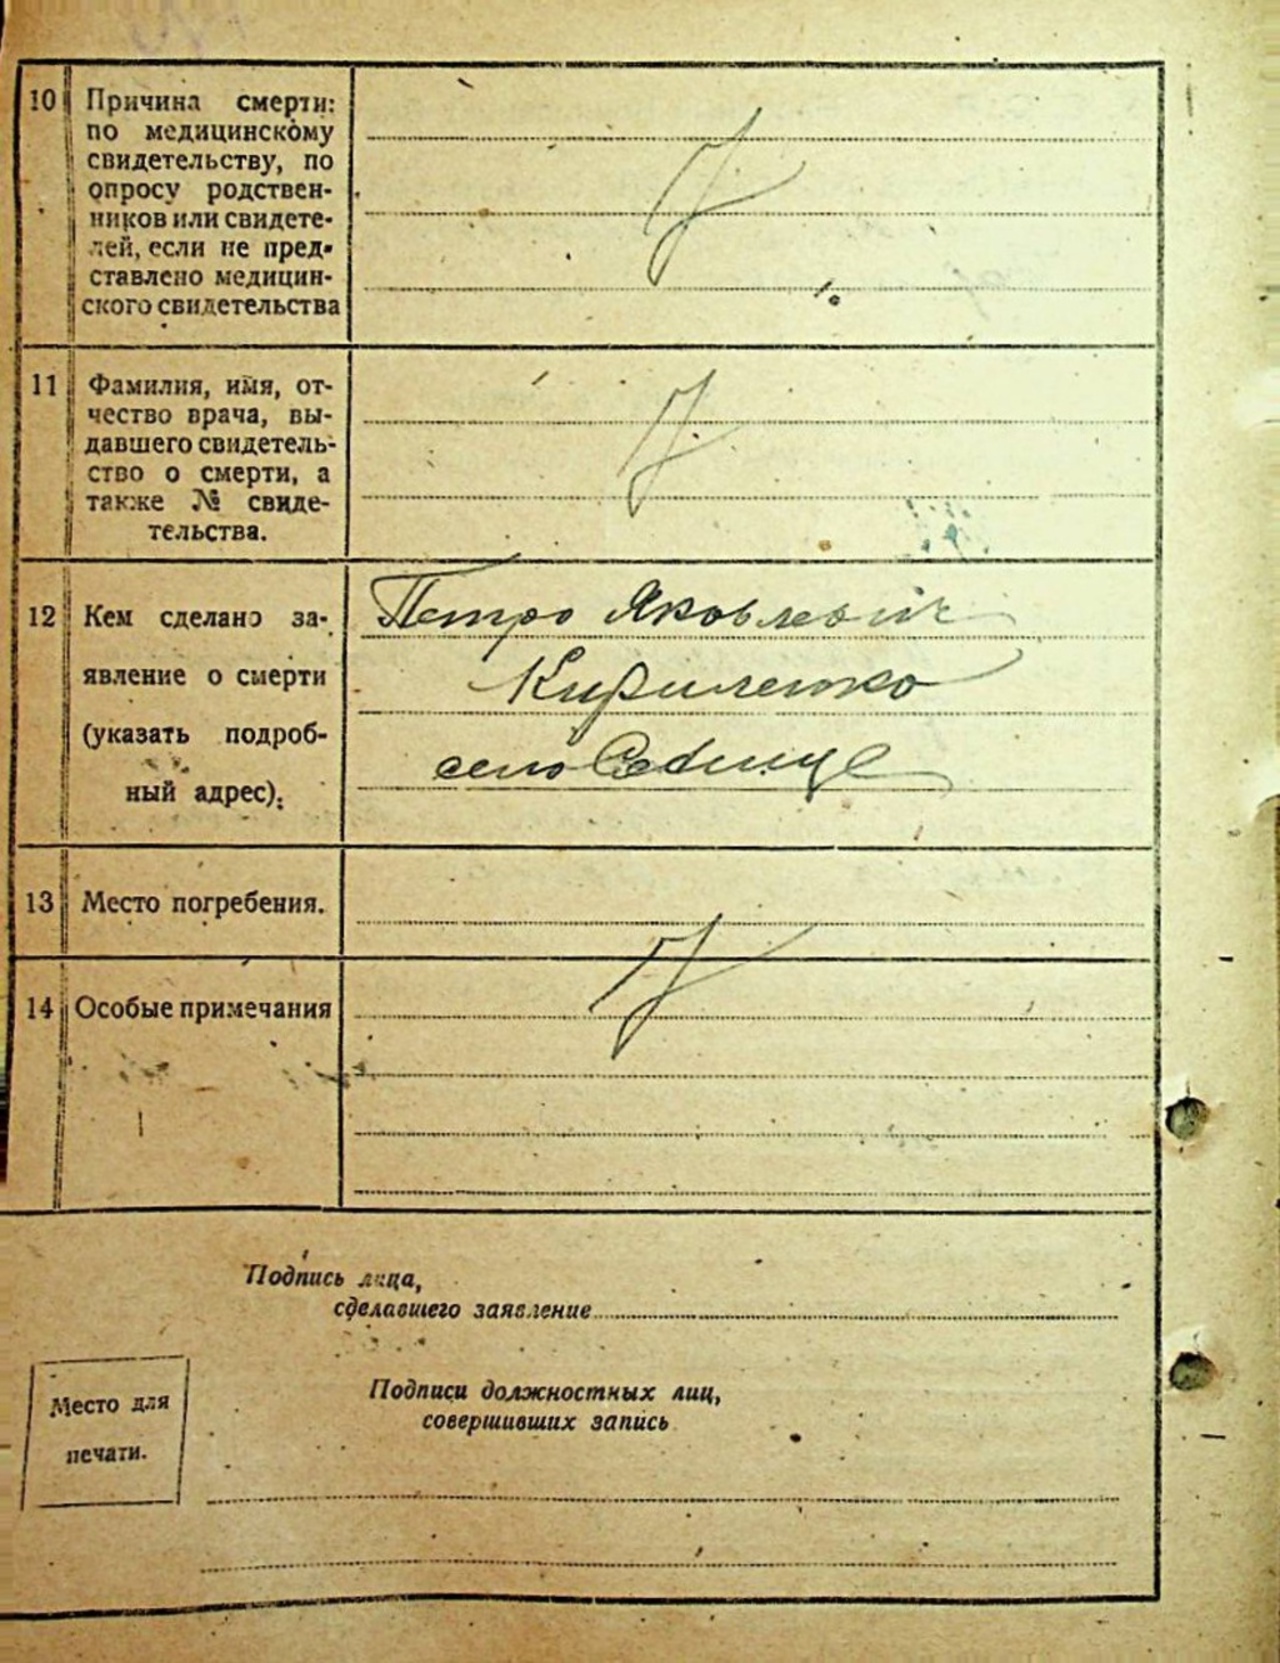 10 Причина смерти:
по медицинскому
свидетельству, по
опросу родствен-
ников или свидете-
лей, если не пред-
ставлено медицин-
ского свидетельства
11 Фамилия, имя, от-
чество врача, вы-
давшего свидетель-
ство о смерти, а
также № свиде-
тельства.
12 Кем сделано за-
явление о смерти
(указать подроб-
ный адрес).
Петро Яковлевич
Кириленко
село
13 Место погребения.
14 Особые примечания
Подпись лица,
сделавшего заявление
Место для
печати.
Подписи должностных лиц,
совершивших запись